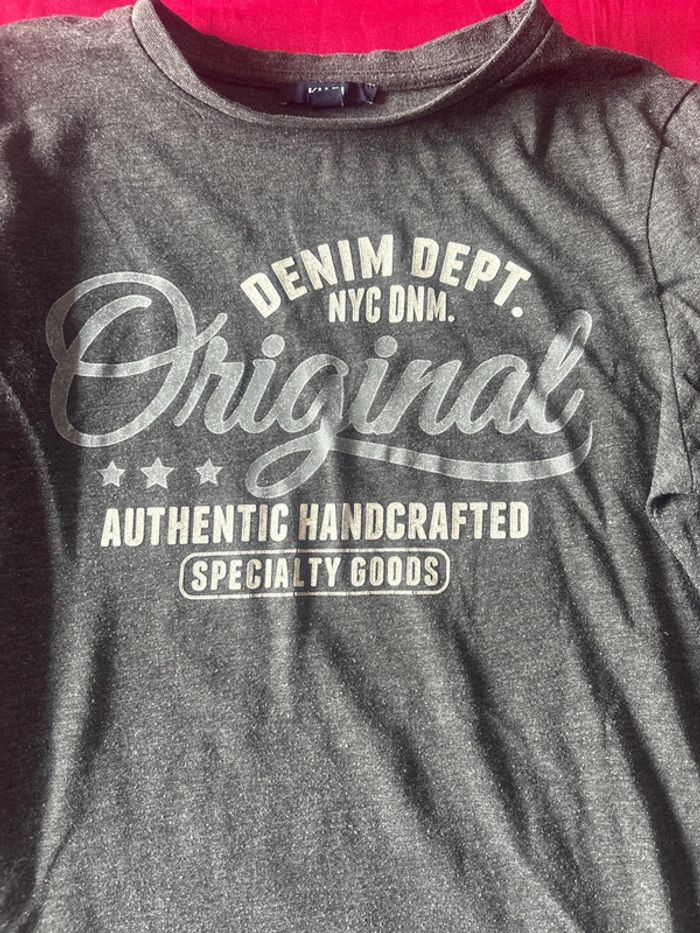 DENIM DEPT.
NYC DNM.
Original
AUTHENTIC HANDCRAFTED
SPECIALTY GOODS